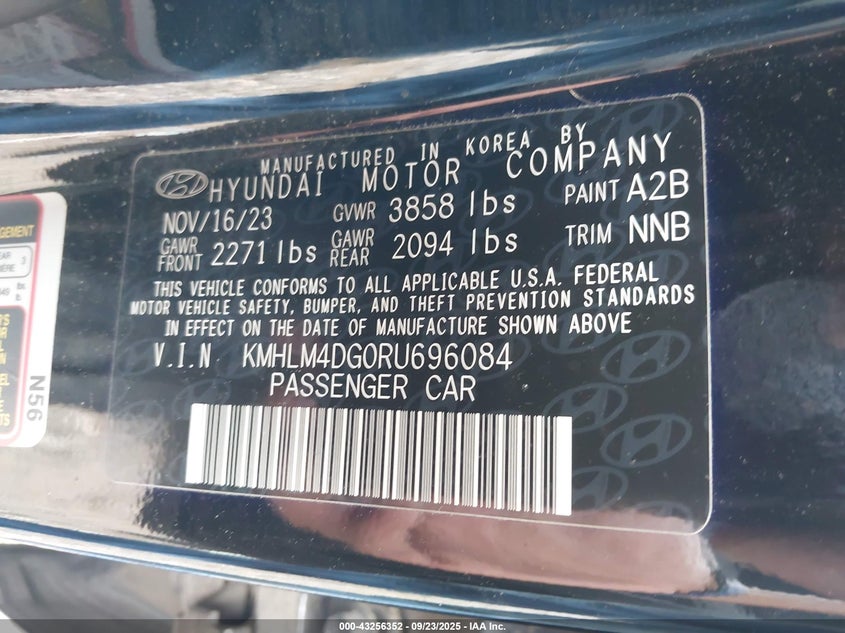 MANUFACTURED IN KOREA BY
HYUNDAI MOTOR COMPANY
NOV/16/23 GVWR 3858 lbs PAINT A2B
GAWR FRONT 2271 lbs GAWR REAR 2094 lbs TRIM NNB
THIS VEHICLE CONFORMS TO ALL APPLICABLE U.S.A. FEDERAL
MOTOR VEHICLE SAFETY, BUMPER, AND THEFT PREVENTION STANDARDS
IN EFFECT ON THE DATE OF MANUFACTURE SHOWN ABOVE
V.I.N KMHLM4DG0RU696084
PASSENGER CAR
N56
000-43256352 - 09/23/2025 - IAA Inc.